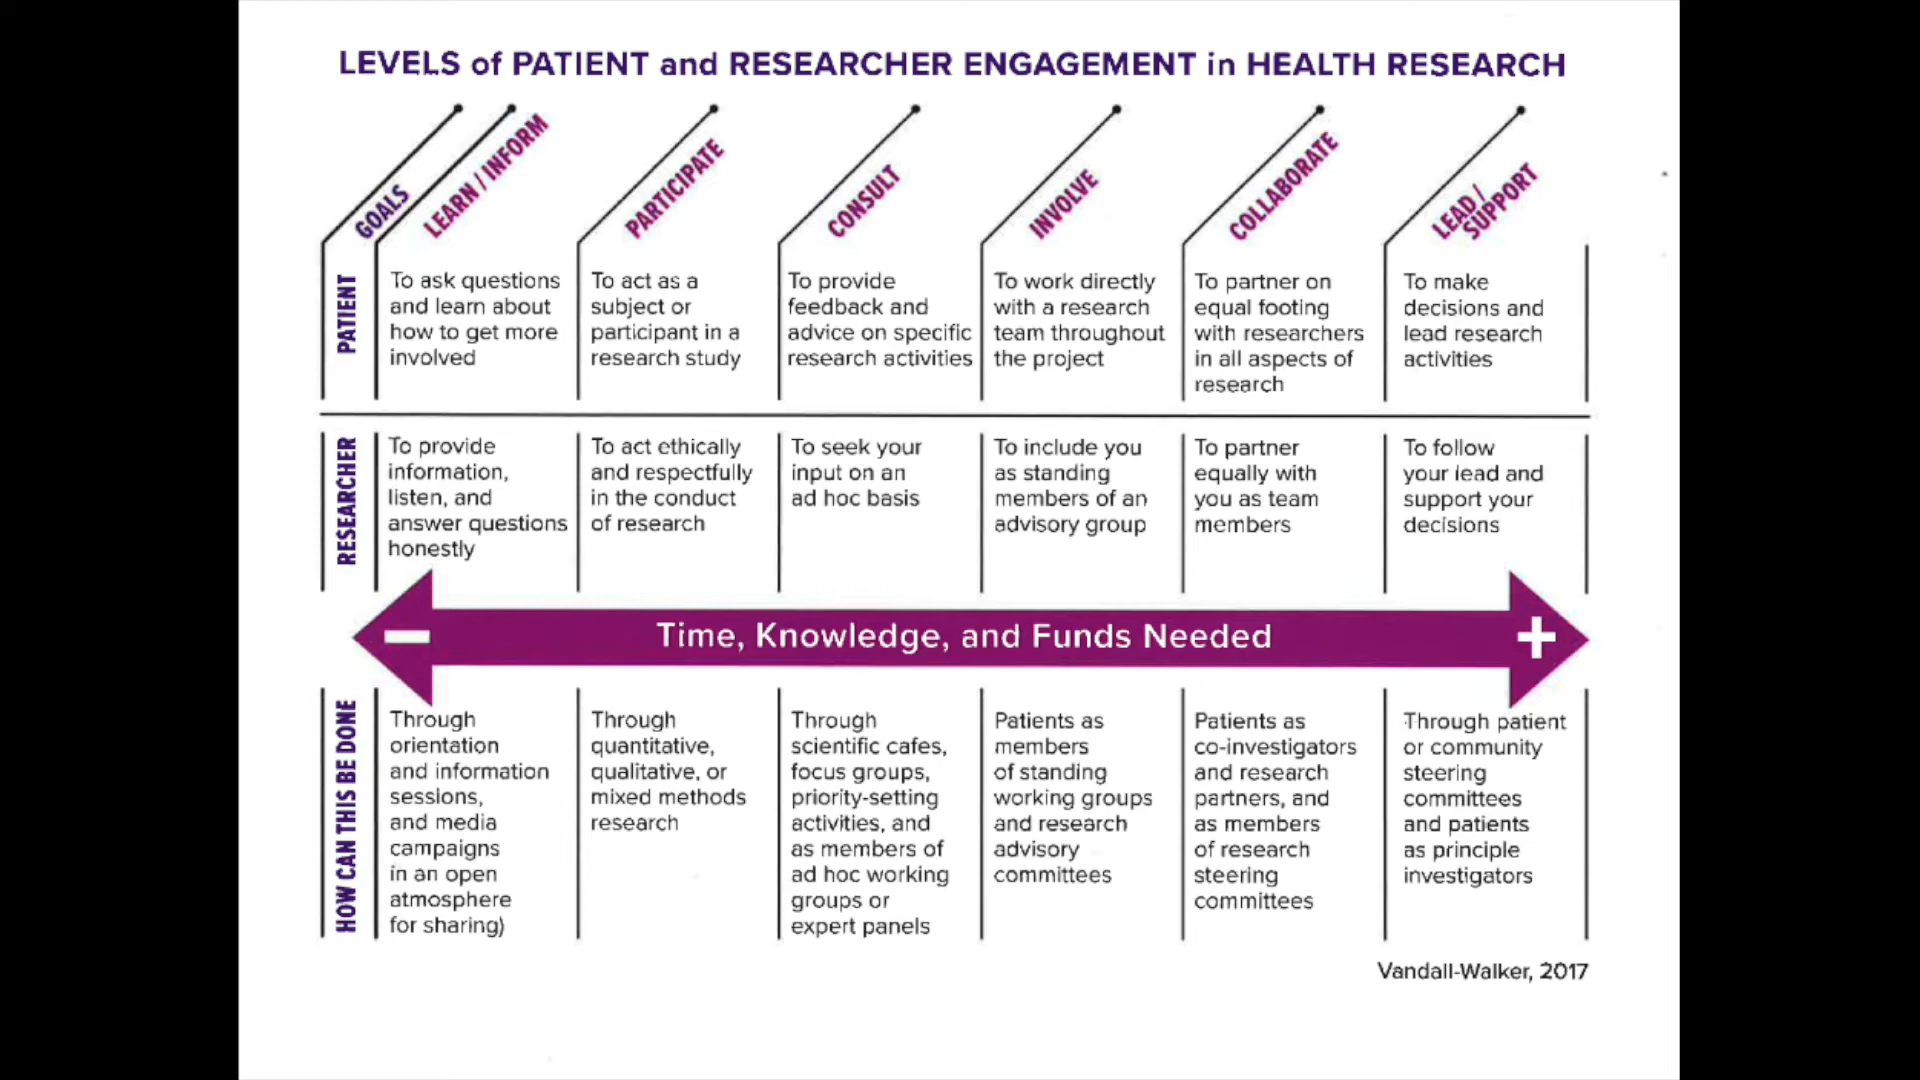 LEVELS of PATIENT and RESEARCHER ENGAGEMENT in HEALTH RESEARCH
GOALS
LEARN / INFORM
PARTICIPATE
CONSULT
INVOLVE
COLLABORATE
LEAD /
SUPPORT
PATIENT
To ask questions
and learn about
how to get more
involved
To act as a
subject or
participant in a
research study
To provide
feedback and
advice on specific
research activities
To work directly
with a research
team throughout
the project
To partner on
equal footing
with researchers
in all aspects of
research
To make
decisions and
lead research
activities
RESEARCHER
To provide
information,
listen, and
answer questions
honestly
To act ethically
and respectfully
in the conduct
of research
To seek your
input on an
ad hoc basis
To include you
as standing
members of an
advisory group
To partner
equally with
you as team
members
To follow
your lead and
support your
decisions
− Time, Knowledge, and Funds Needed +
HOW CAN THIS BE DONE
Through
orientation
and information
sessions,
and media
campaigns
in an open
atmosphere
for sharing)
Through
quantitative,
qualitative, or
mixed methods
research
Through
scientific cafes,
focus groups,
priority-setting
activities, and
as members of
ad hoc working
groups or
expert panels
Patients as
members
of standing
working groups
and research
advisory
committees
Patients as
co-investigators
and research
partners, and
as members
of research
steering
committees
Through patient
or community
steering
committees
and patients
as principle
investigators
Vandall-Walker, 2017